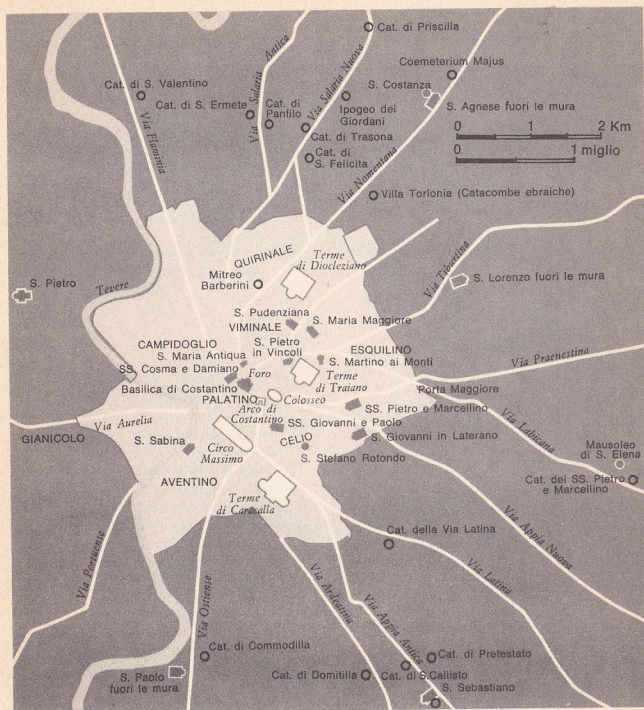 Cat. di Priscilla
Coemeterium Majus
Cat. di S. Valentino
Via Salaria Antica
Via Salaria Nuova
S. Costanza
Cat. di S. Ermete
Cat. di
Panfilo
Ipogeo dei
Giordani
S. Agnese fuori le mura
0 1 2 Km
0 1 miglio
Cat. di Trasona
Cat. di
S. Felicita
Via Flaminia
Via Nomentana
Villa Torlonia (Catacombe ebraiche)
QUIRINALE
Terme
di Diocleziano
Mitreo
Barberini
Via Tiburtina
S. Lorenzo fuori le mura
S. Pietro
Tevere
S. Pudenziana
VIMINALE
S. Maria Maggiore
CAMPIDOGLIO
S. Pietro
in Vincoli
ESQUILINO
S. Maria Antiqua
S. Martino ai Monti
SS. Cosma e Damiano
Foro
Terme
di Traiano
Via Praenestina
Basilica di Costantino
Porta Maggiore
PALATINO
Colosseo
Arco di
Costantino
SS. Pietro e Marcellino
Via Aurelia
SS. Giovanni e Paolo
Via Labicana
GIANICOLO
S. Sabina
Circo
Massimo
CELIO
S. Giovanni in Laterano
S. Stefano Rotondo
Mausoleo
di S. Elena
AVENTINO
Cat. dei SS. Pietro
e Marcellino
Terme
di Caracalla
Cat. della Via Latina
Via Appia Nuova
Via Portuense
Via Latina
Via Ostiense
Via Ardeatina
Via Appia Antica
Cat. di Commodilla
Cat. di Pretestato
S. Paolo
fuori le mura
Cat. di Domitilla
Cat. di S.Callisto
S. Sebastiano